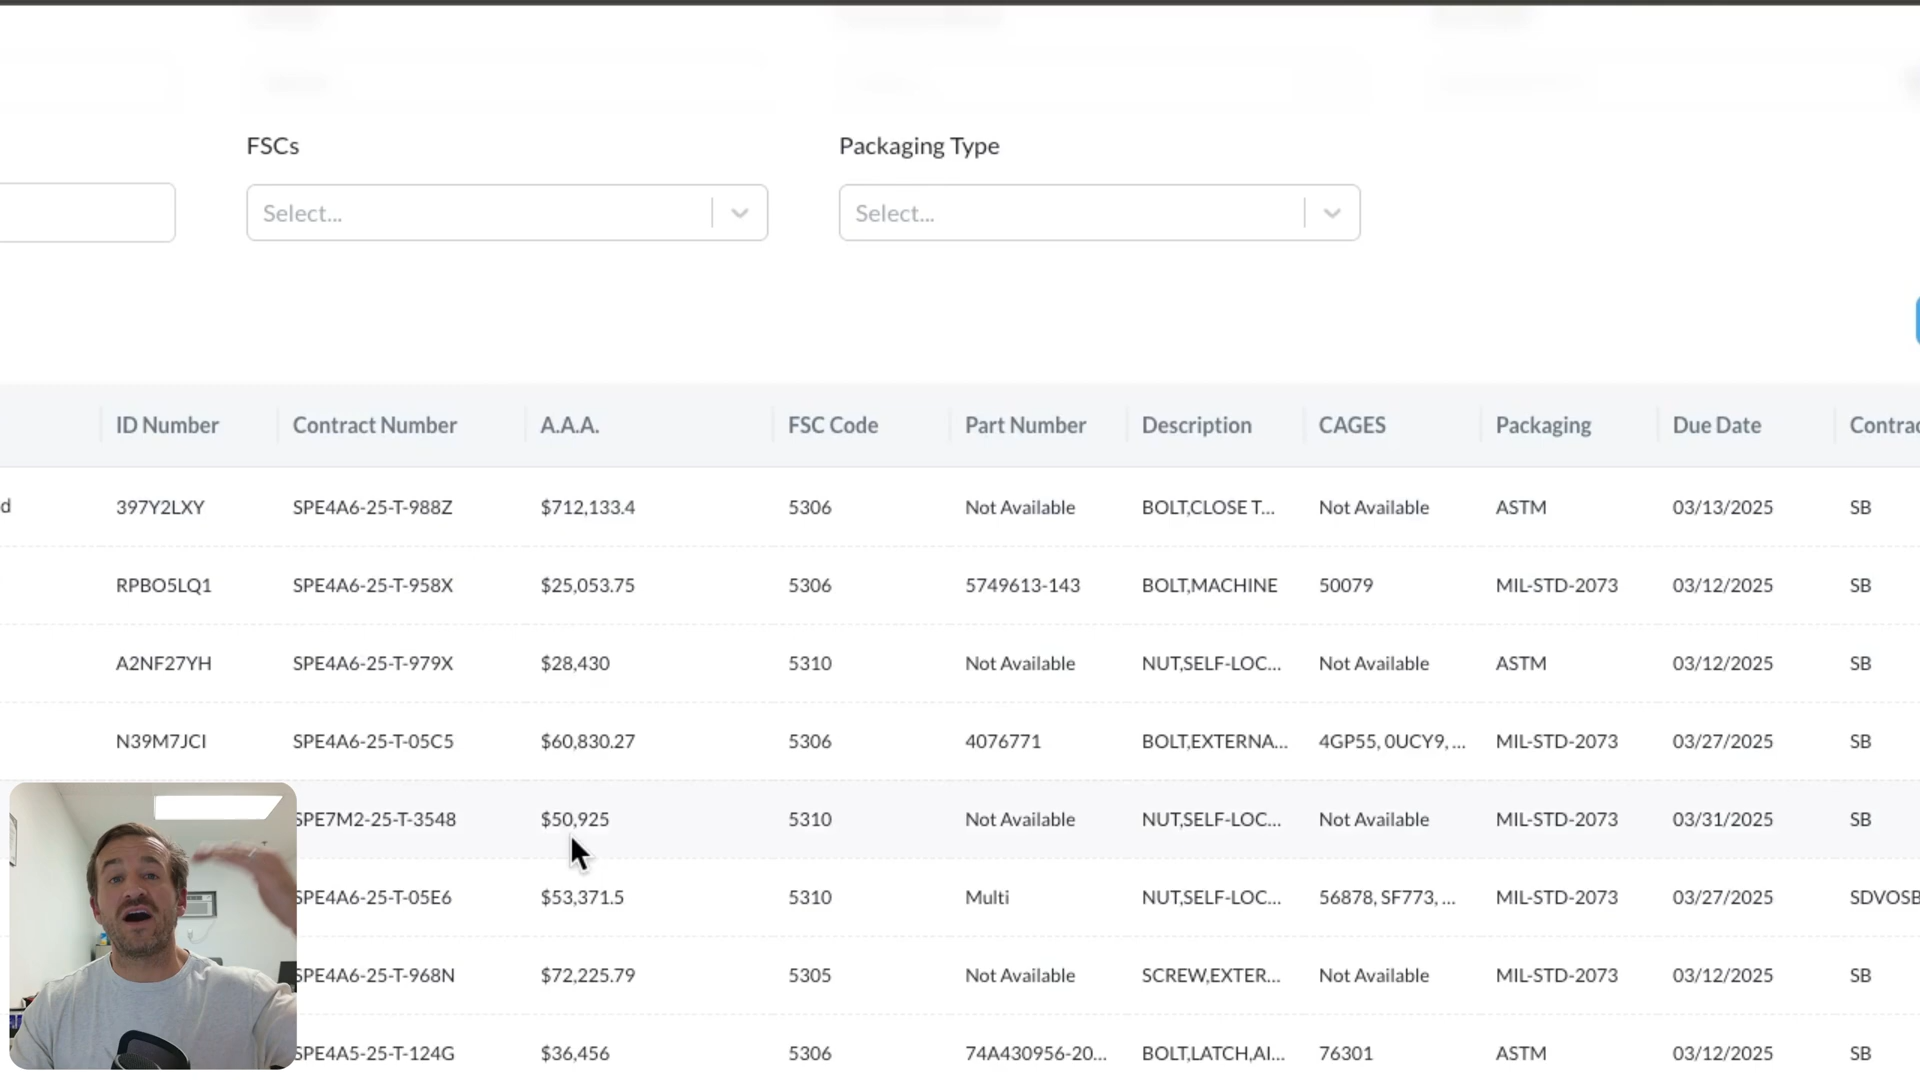 FSCs Packaging Type
Select... Select...
ID Number Contract Number A.A.A. FSC Code Part Number Description CAGES Packaging Due Date Contrac
d 397Y2LXY SPE4A6-25-T-988Z $712,133.4 5306 Not Available BOLT,CLOSE T... Not Available ASTM 03/13/2025 SB
RPBO5LQ1 SPE4A6-25-T-958X $25,053.75 5306 5749613-143 BOLT,MACHINE 50079 MIL-STD-2073 03/12/2025 SB
A2NF27YH SPE4A6-25-T-979X $28,430 5310 Not Available NUT,SELF-LOC... Not Available ASTM 03/12/2025 SB
N39M7JCI SPE4A6-25-T-05C5 $60,830.27 5306 4076771 BOLT,EXTERNA... 4GP55, 0UCY9, ... MIL-STD-2073 03/27/2025 SB
SPE7M2-25-T-3548 $50,925 5310 Not Available NUT,SELF-LOC... Not Available MIL-STD-2073 03/31/2025 SB
SPE4A6-25-T-05E6 $53,371.5 5310 Multi NUT,SELF-LOC... 56878, SF773, ... MIL-STD-2073 03/27/2025 SDVOSB
SPE4A6-25-T-968N $72,225.79 5305 Not Available SCREW,EXTER... Not Available MIL-STD-2073 03/12/2025 SB
SPE4A5-25-T-124G $36,456 5306 74A430956-20... BOLT,LATCH,AI... 76301 ASTM 03/12/2025 SB